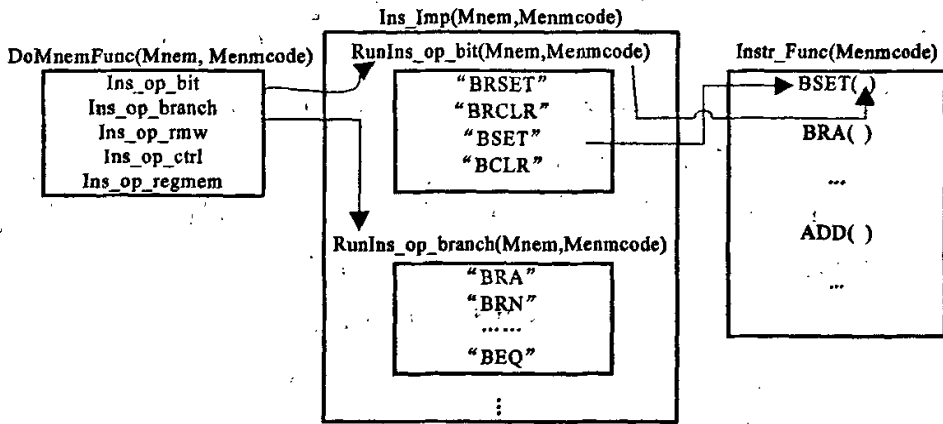 Ins_Imp(Mnem,Menmcode)
DoMnemFunc(Mnem, Menmcode)
Ins_op_bit
Ins_op_branch
Ins_op_rmw
Ins_op_ctrl
Ins_op_regmem
RunIns_op_bit(Mnem,Menmcode)
“BRSET”
“BRCLR”
“BSET”
“BCLR”
RunIns_op_branch(Mnem,Menmcode)
“BRA”
“BRN”
……
“BEQ”
⋮
Instr_Func(Menmcode)
BSET( )
BRA( )
...
ADD( )
...